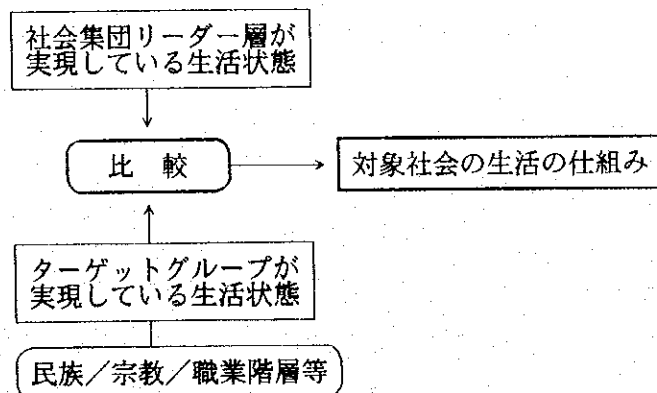 社会集団リーダー層が
実現している生活状態
比較
対象社会の生活の仕組み
ターゲットグループが
実現している生活状態
民族／宗教／職業階層等